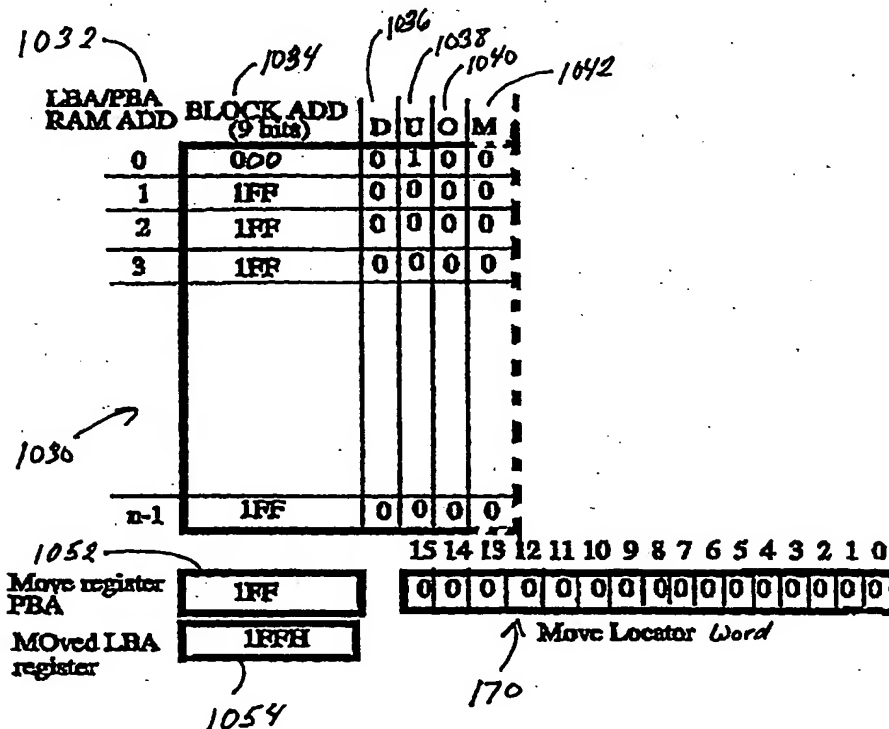 1032
1034
1036
1038
1040
1042
LBA/PBA
RAM ADD
BLOCK ADD
(9 bits)
D U O M
0 000 0 1 0 0
1 1FF 0 0 0 0
2 1FF 0 0 0 0
3 1FF 0 0 0 0
1030
n-1 1FF 0 0 0 0
1052
15 14 13 12 11 10 9 8 7 6 5 4 3 2 1 0
Move register
PBA
1FF
0 0 0 0 0 0 0 0 0 0 0 0 0 0 0 0
MOved LBA
register
1FFH
Move Locator Word
1054
170